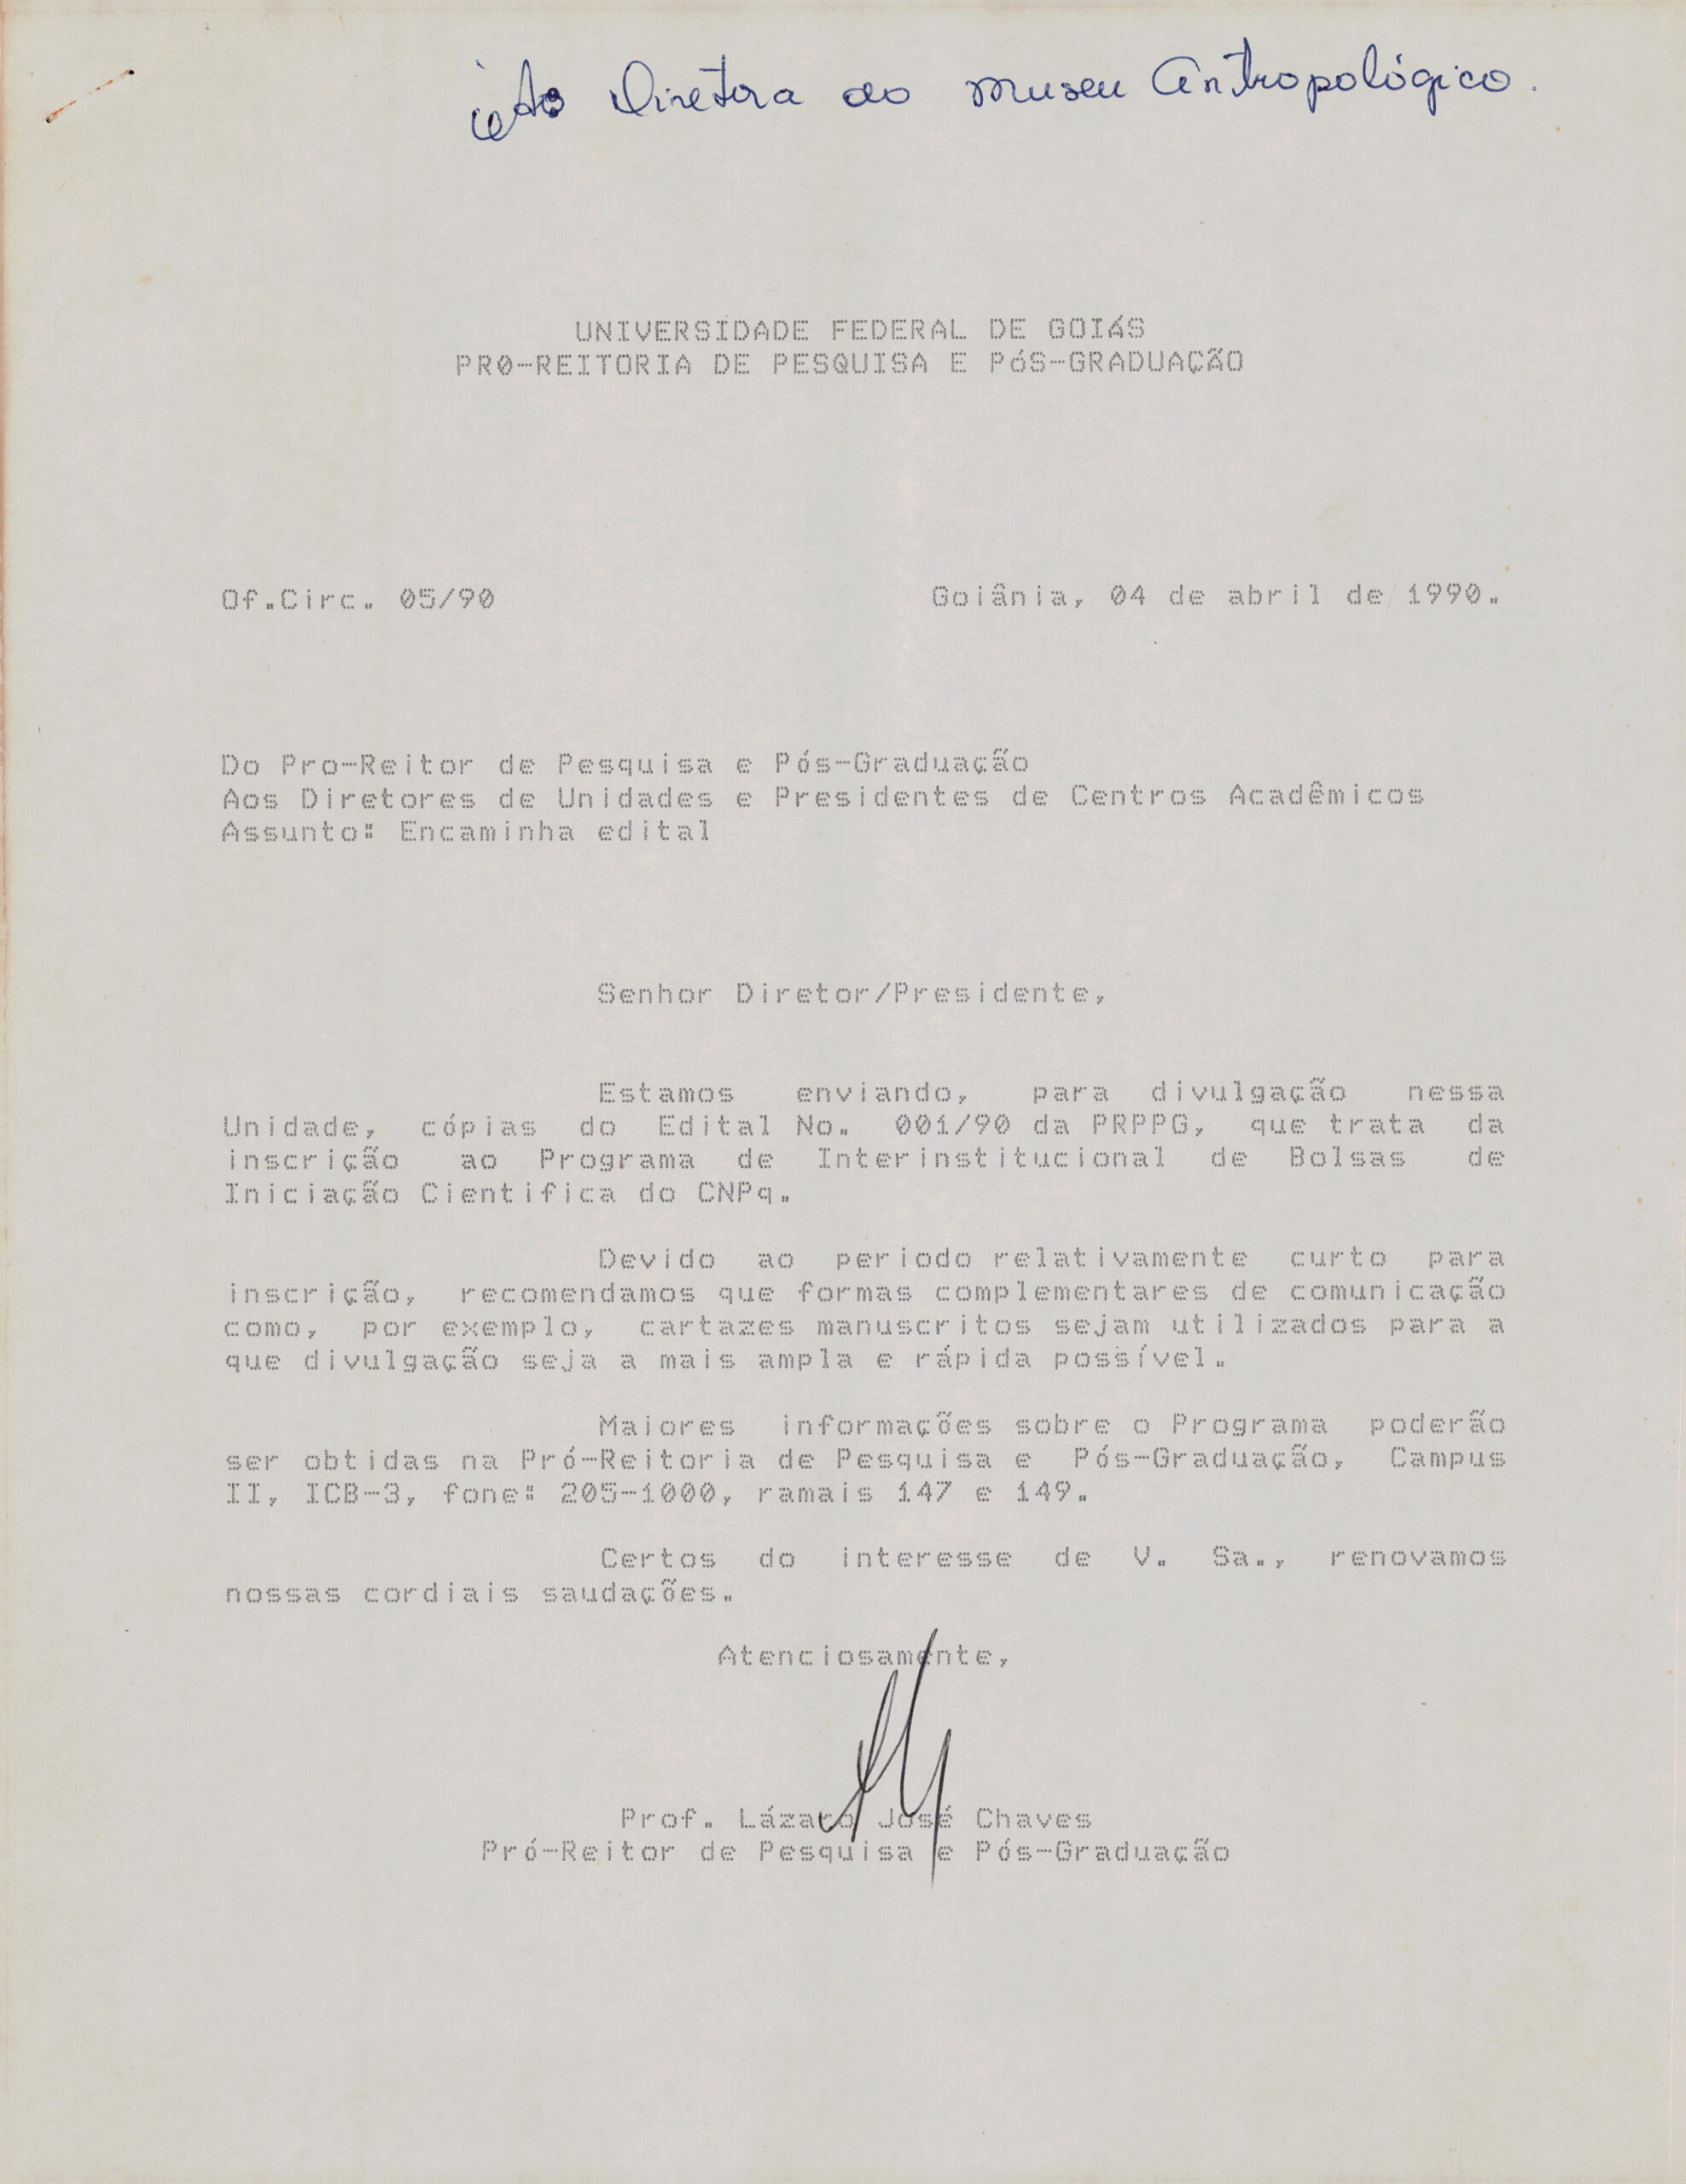 Diretora do Museu Antropológico.
UNIVERSIDADE FEDERAL DE GOIÁS
PRO-REITORIA DE PESQUISA E PóS-GRADUAÇÃO
Of.Circ. 05/90 Goiânia, 04 de abril de 1990.
Do Pro-Reitor de Pesquisa e Pós-Graduação
Aos Diretores de Unidades e Presidentes de Centros Acadêmicos
Assunto: Encaminha edital
Senhor Diretor/Presidente,
Estamos enviando, para divulgação nessa
Unidade, cópias do Edital No. 001/90 da PRPPG, que trata da
inscrição ao Programa de Interinstitucional de Bolsas de
Iniciação Cientifica do CNPq.
Devido ao periodo relativamente curto para
inscrição, recomendamos que formas complementares de comunicação
como, por exemplo, cartazes manuscritos sejam utilizados para a
que divulgação seja a mais ampla e rápida possível.
Maiores informações sobre o Programa poderão
ser obtidas na Pró-Reitoria de Pesquisa e Pós-Graduação, Campus
II, ICB-3, fone: 205-1000, ramais 147 e 149.
Certos do interesse de V. Sa., renovamos
nossas cordiais saudações.
Atenciosamente,
Prof. Lázaro José Chaves
Pró-Reitor de Pesquisa e Pós-Graduação